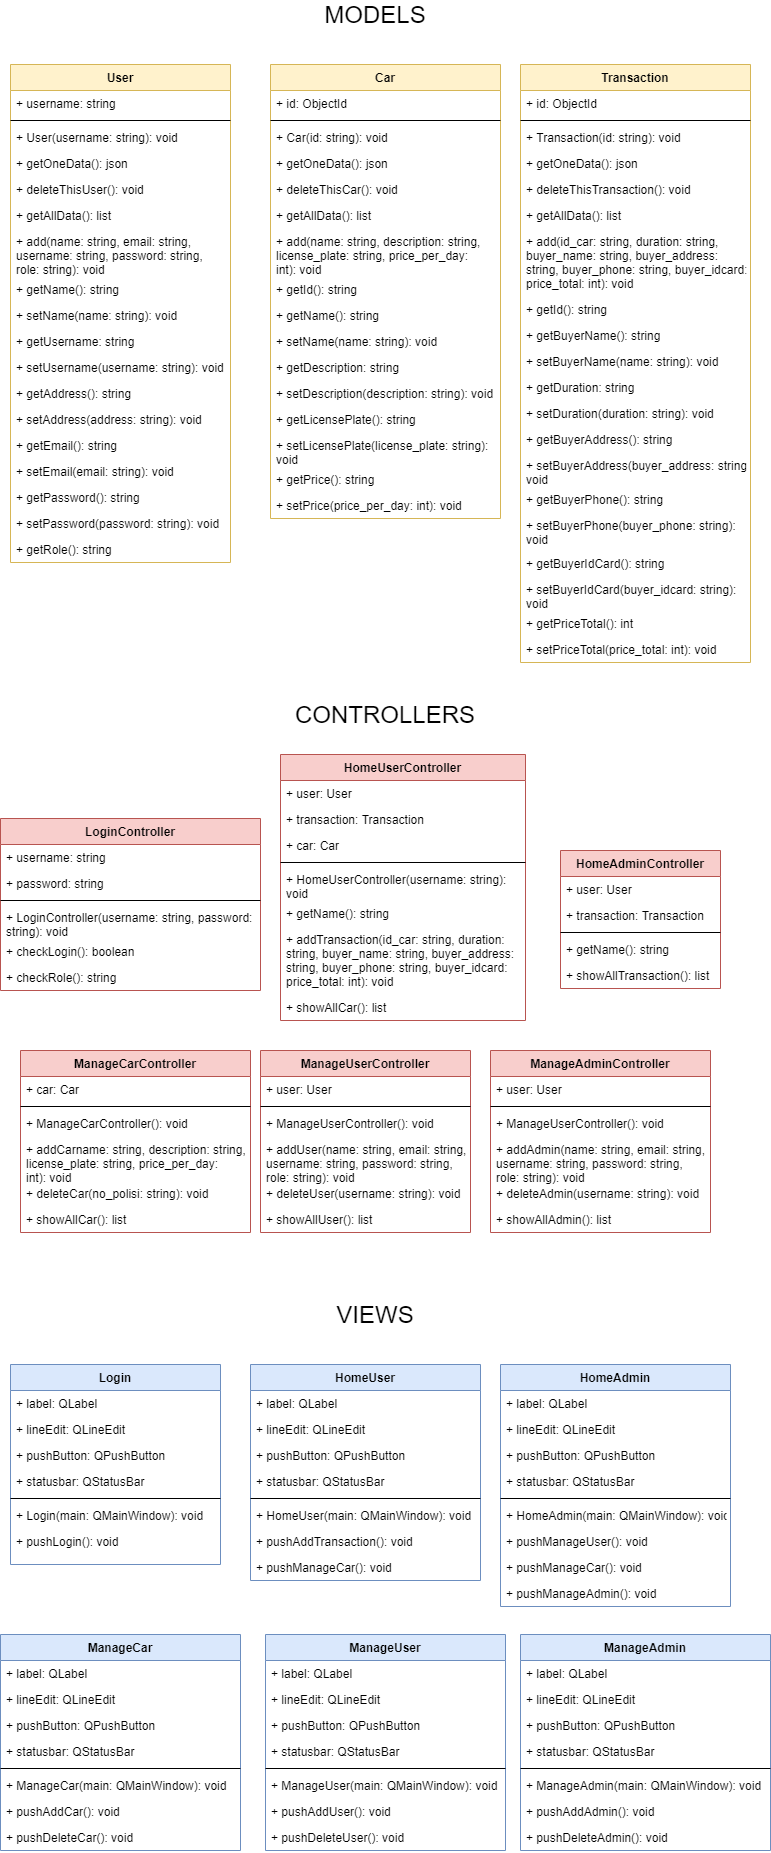 MODELS
User
+ username: string
+ User(username: string): void
+ getOneData(): json
+ deleteThisUser(): void
+ getAllData(): list
+ add(name: string, email: string,
username: string, password: string,
role: string): void
+ getName(): string
+ setName(name: string): void
+ getUsername: string
+ setUsername(username: string): void
+ getAddress(): string
+ setAddress(address: string): void
+ getEmail(): string
+ setEmail(email: string): void
+ getPassword(): string
+ setPassword(password: string): void
+ getRole(): string
Car
+ id: ObjectId
+ Car(id: string): void
+ getOneData(): json
+ deleteThisCar(): void
+ getAllData(): list
+ add(name: string, description: string,
license_plate: string, price_per_day:
int): void
+ getId(): string
+ getName(): string
+ setName(name: string): void
+ getDescription: string
+ setDescription(description: string): void
+ getLicensePlate(): string
+ setLicensePlate(license_plate: string):
void
+ getPrice(): string
+ setPrice(price_per_day: int): void
Transaction
+ id: ObjectId
+ Transaction(id: string): void
+ getOneData(): json
+ deleteThisTransaction(): void
+ getAllData(): list
+ add(id_car: string, duration: string,
buyer_name: string, buyer_address:
string, buyer_phone: string, buyer_idcard:
price_total: int): void
+ getId(): string
+ getBuyerName(): string
+ setBuyerName(name: string): void
+ getDuration: string
+ setDuration(duration: string): void
+ getBuyerAddress(): string
+ setBuyerAddress(buyer_address: string
void
+ getBuyerPhone(): string
+ setBuyerPhone(buyer_phone: string):
void
+ getBuyerIdCard(): string
+ setBuyerIdCard(buyer_idcard: string):
void
+ getPriceTotal(): int
+ setPriceTotal(price_total: int): void
CONTROLLERS
LoginController
+ username: string
+ password: string
+ LoginController(username: string, password:
string): void
+ checkLogin(): boolean
+ checkRole(): string
HomeUserController
+ user: User
+ transaction: Transaction
+ car: Car
+ HomeUserController(username: string):
void
+ getName(): string
+ addTransaction(id_car: string, duration:
string, buyer_name: string, buyer_address:
string, buyer_phone: string, buyer_idcard:
price_total: int): void
+ showAllCar(): list
HomeAdminController
+ user: User
+ transaction: Transaction
+ getName(): string
+ showAllTransaction(): list
ManageCarController
+ car: Car
+ ManageCarController(): void
+ addCarname: string, description: string,
license_plate: string, price_per_day:
int): void
+ deleteCar(no_polisi: string): void
+ showAllCar(): list
ManageUserController
+ user: User
+ ManageUserController(): void
+ addUser(name: string, email: string,
username: string, password: string,
role: string): void
+ deleteUser(username: string): void
+ showAllUser(): list
ManageAdminController
+ user: User
+ ManageUserController(): void
+ addAdmin(name: string, email: string,
username: string, password: string,
role: string): void
+ deleteAdmin(username: string): void
+ showAllAdmin(): list
VIEWS
Login
+ label: QLabel
+ lineEdit: QLineEdit
+ pushButton: QPushButton
+ statusbar: QStatusBar
+ Login(main: QMainWindow): void
+ pushLogin(): void
HomeUser
+ label: QLabel
+ lineEdit: QLineEdit
+ pushButton: QPushButton
+ statusbar: QStatusBar
+ HomeUser(main: QMainWindow): void
+ pushAddTransaction(): void
+ pushManageCar(): void
HomeAdmin
+ label: QLabel
+ lineEdit: QLineEdit
+ pushButton: QPushButton
+ statusbar: QStatusBar
+ HomeAdmin(main: QMainWindow): void
+ pushManageUser(): void
+ pushManageCar(): void
+ pushManageAdmin(): void
ManageCar
+ label: QLabel
+ lineEdit: QLineEdit
+ pushButton: QPushButton
+ statusbar: QStatusBar
+ ManageCar(main: QMainWindow): void
+ pushAddCar(): void
+ pushDeleteCar(): void
ManageUser
+ label: QLabel
+ lineEdit: QLineEdit
+ pushButton: QPushButton
+ statusbar: QStatusBar
+ ManageUser(main: QMainWindow): void
+ pushAddUser(): void
+ pushDeleteUser(): void
ManageAdmin
+ label: QLabel
+ lineEdit: QLineEdit
+ pushButton: QPushButton
+ statusbar: QStatusBar
+ ManageAdmin(main: QMainWindow): void
+ pushAddAdmin(): void
+ pushDeleteAdmin(): void